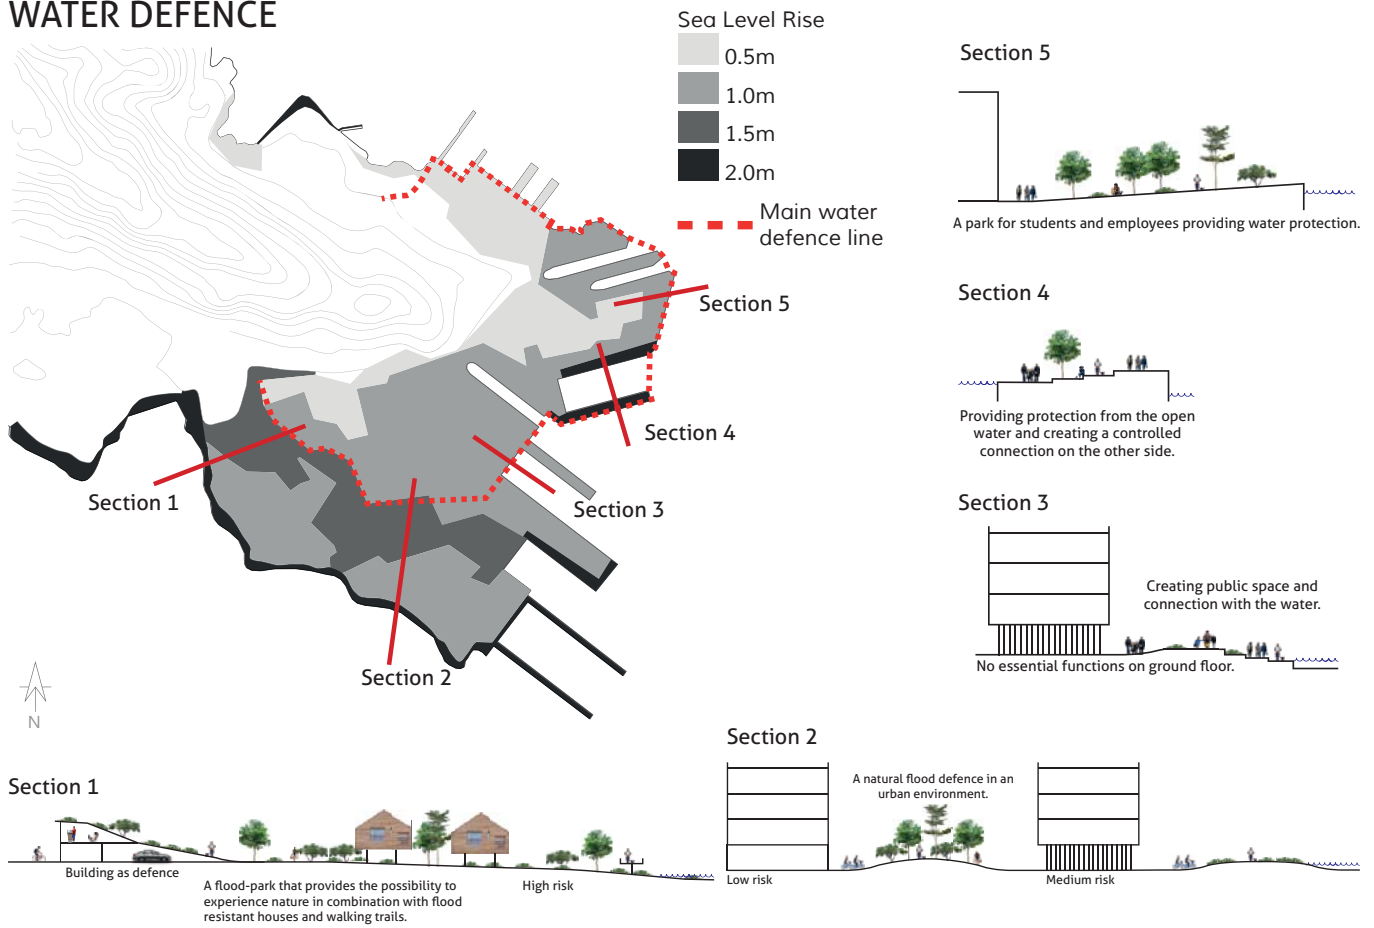 WATER DEFENCE
Sea Level Rise
0.5m
1.0m
1.5m
2.0m
Main water
defence line
Section 5
Section 4
Section 3
Section 1
Section 2
N
Section 5
A park for students and employees providing water protection.
Section 4
Providing protection from the open
water and creating a controlled
connection on the other side.
Section 3
Creating public space and
connection with the water.
No essential functions on ground floor.
Section 2
A natural flood defence in an
urban environment.
Low risk
Medium risk
Section 1
Building as defence
A flood-park that provides the possibility to
experience nature in combination with flood
resistant houses and walking trails.
High risk